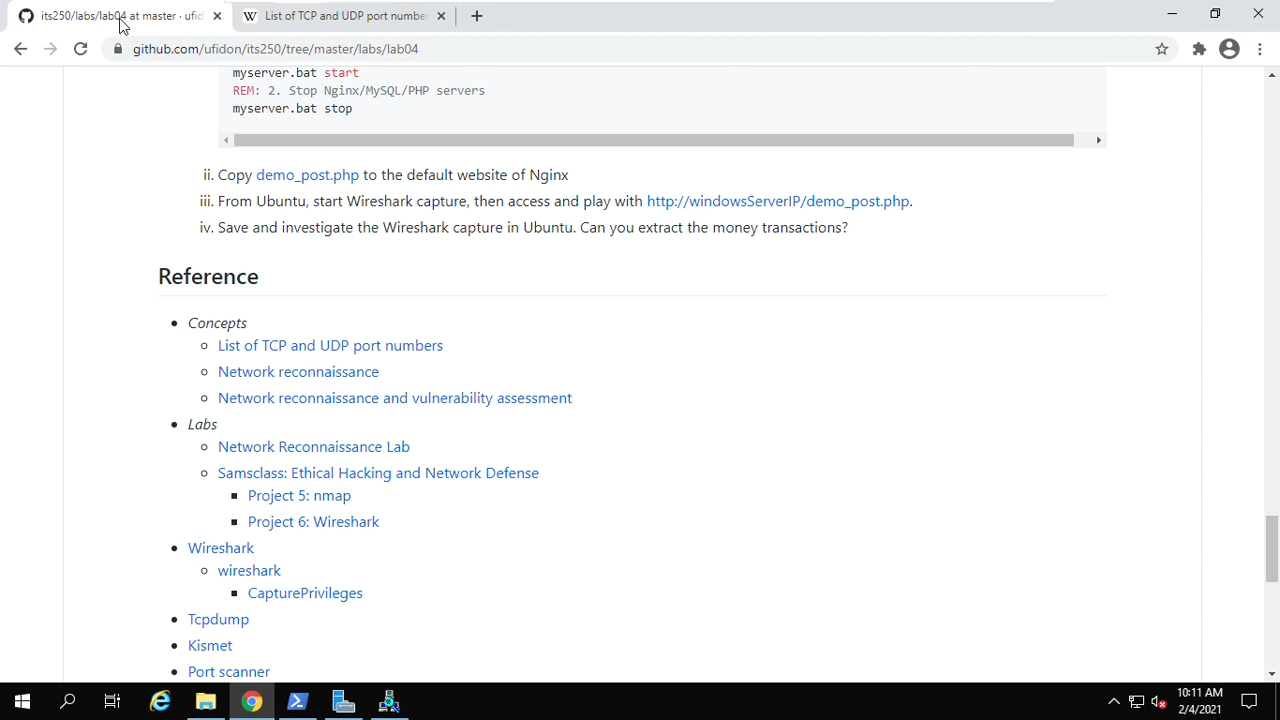 its250/labs/lab04 at master · ufid
List of TCP and UDP port numbe
github.com/ufidon/its250/tree/master/labs/lab04
myserver.bat start
REM: 2. Stop Nginx/MySQL/PHP servers
myserver.bat stop
ii. Copy demo_post.php to the default website of Nginx
iii. From Ubuntu, start Wireshark capture, then access and play with http://windowsServerIP/demo_post.php.
iv. Save and investigate the Wireshark capture in Ubuntu. Can you extract the money transactions?
Reference
Concepts
List of TCP and UDP port numbers
Network reconnaissance
Network reconnaissance and vulnerability assessment
Labs
Network Reconnaissance Lab
Samsclass: Ethical Hacking and Network Defense
Project 5: nmap
Project 6: Wireshark
Wireshark
wireshark
CapturePrivileges
Tcpdump
Kismet
Port scanner
10:11 AM
2/4/2021